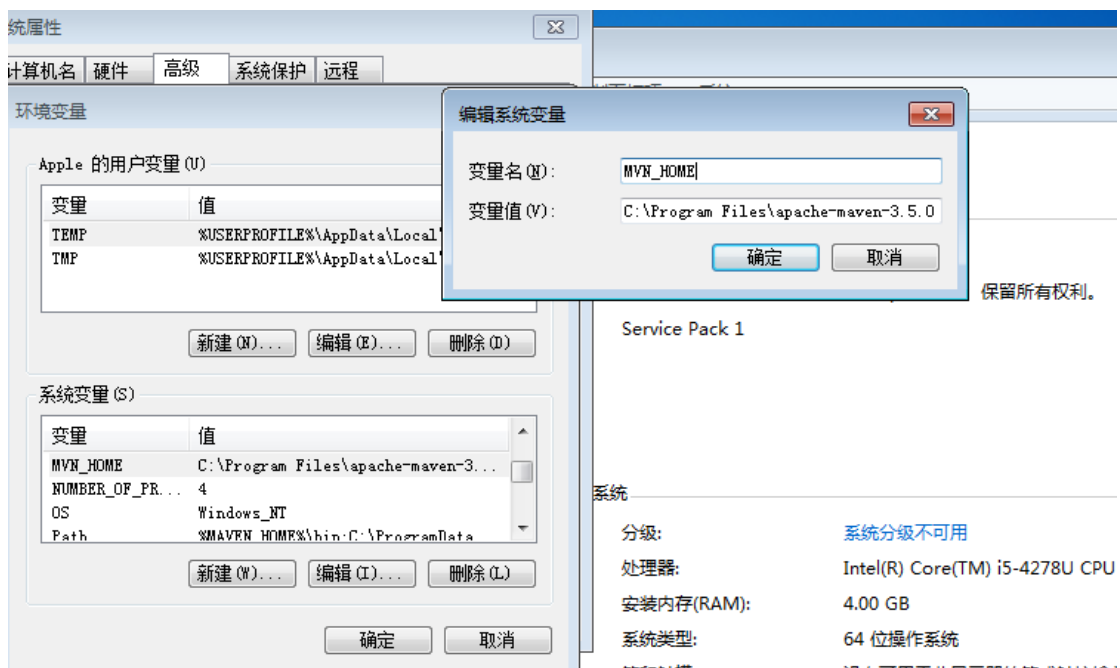 统属性
计算机名 硬件 高级 系统保护 远程
环境变量
Apple 的用户变量(U)
变量 值
TEMP %USERPROFILE%\AppData\Local
TMP %USERPROFILE%\AppData\Local
新建(N)... 编辑(E)... 删除(D)
系统变量(S)
变量 值
MVN_HOME C:\Program Files\apache-maven-3...
NUMBER_OF_PR... 4
OS Windows_NT
Path %MAVEN_HOME%\bin;C:\ProgramData
新建(W)... 编辑(I)... 删除(L)
确定 取消
编辑系统变量
变量名(N): MVN_HOME
变量值(V): C:\Program Files\apache-maven-3.5.0
确定 取消
保留所有权利。
Service Pack 1
系统
分级: 系统分级不可用
处理器: Intel(R) Core(TM) i5-4278U CPU
安装内存(RAM): 4.00 GB
系统类型: 64 位操作系统